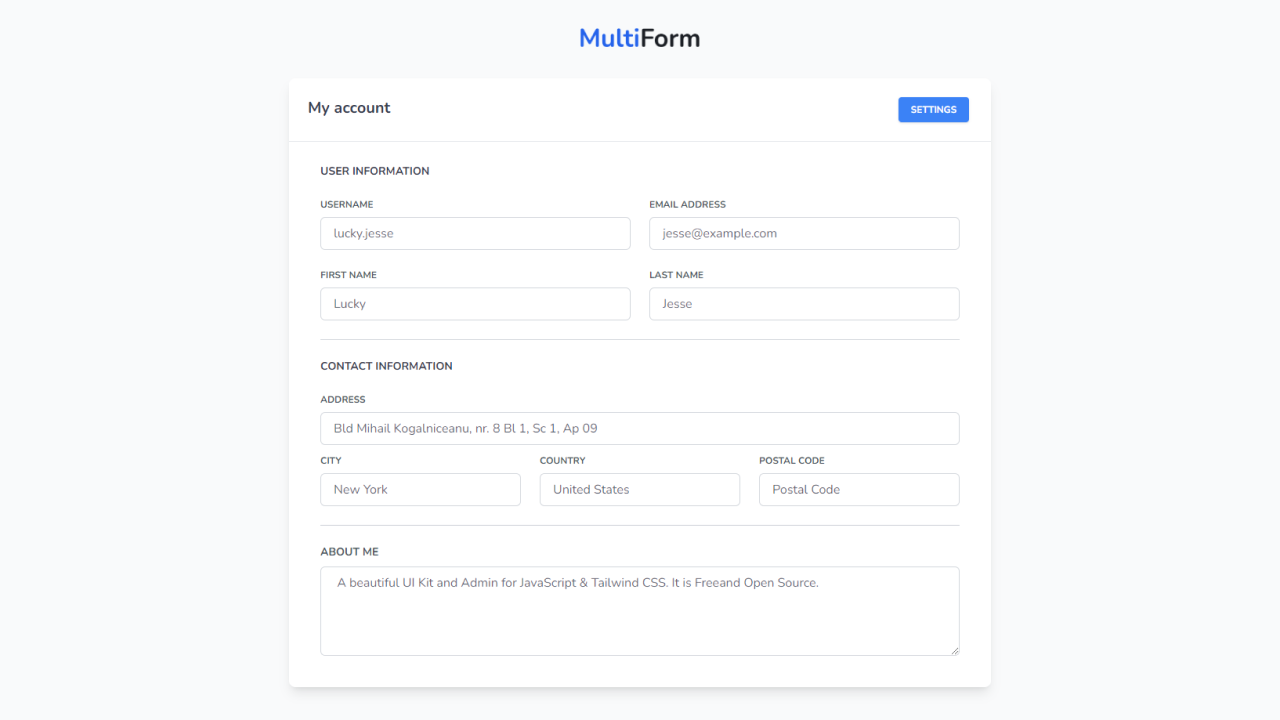 MultiForm
My account
SETTINGS
USER INFORMATION
USERNAME
EMAIL ADDRESS
lucky.jesse
jesse@example.com
FIRST NAME
LAST NAME
Lucky
Jesse
CONTACT INFORMATION
ADDRESS
Bld Mihail Kogalniceanu, nr. 8 Bl 1, Sc 1, Ap 09
CITY
COUNTRY
POSTAL CODE
New York
United States
Postal Code
ABOUT ME
A beautiful UI Kit and Admin for JavaScript & Tailwind CSS. It is Freeand Open Source.